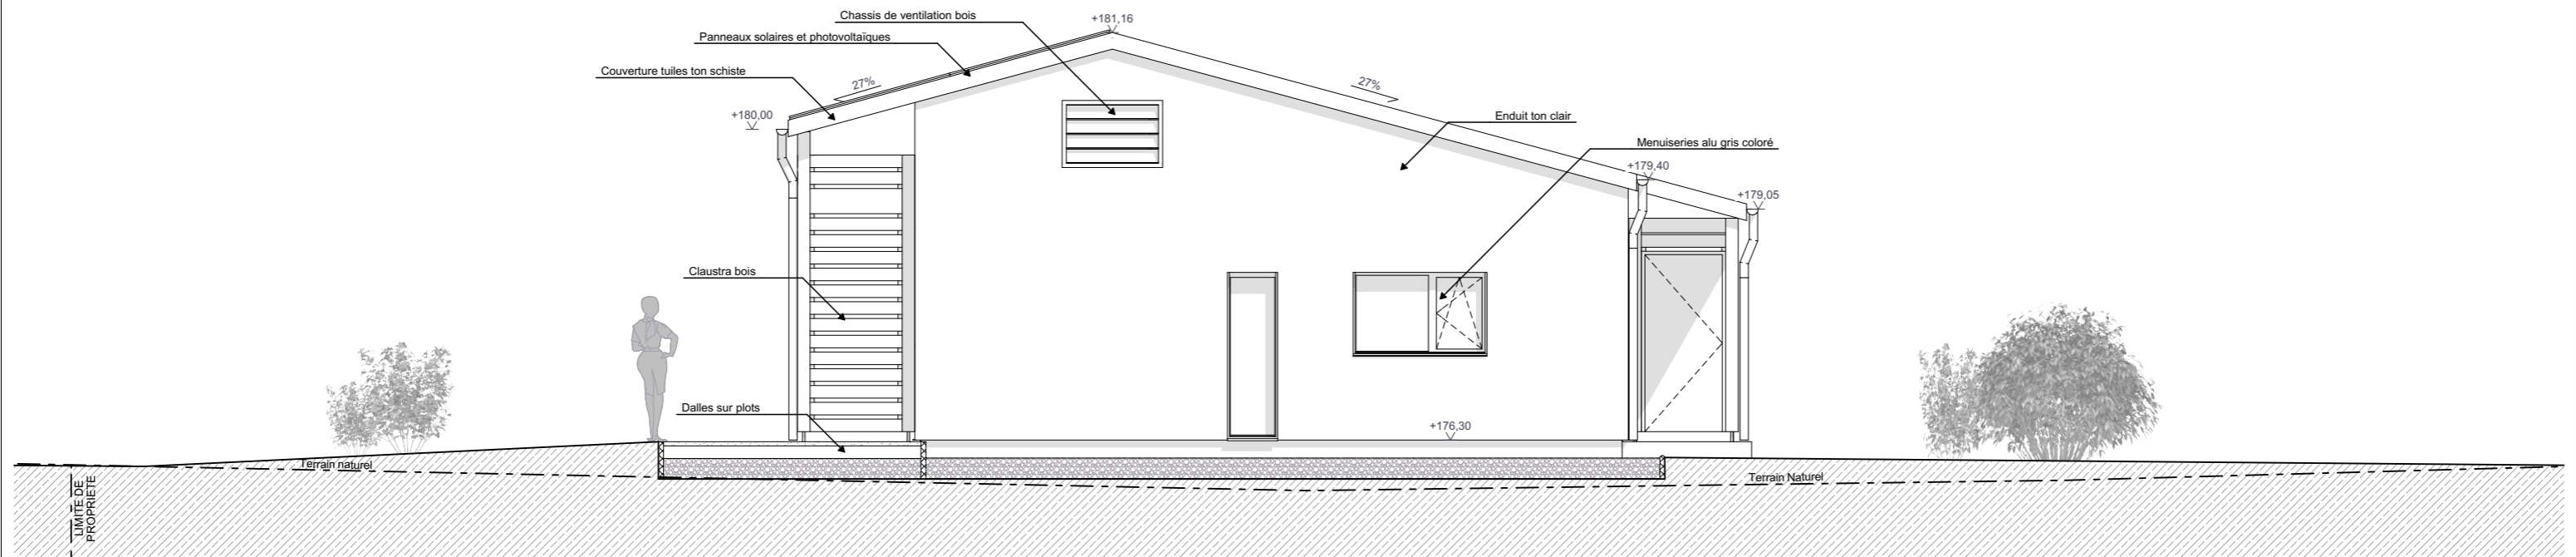 Chassis de ventilation bois
+181,16
Panneaux solaires et photovoltaïques
Couverture tuiles ton schiste
27%
27%
+180,00
Enduit ton clair
Menuiseries alu gris coloré
+179,40
+179,05
Claustra bois
Dalles sur plots
+176,30
Terrain naturel
Terrain Naturel
LIMITE DE
PROPRIETE